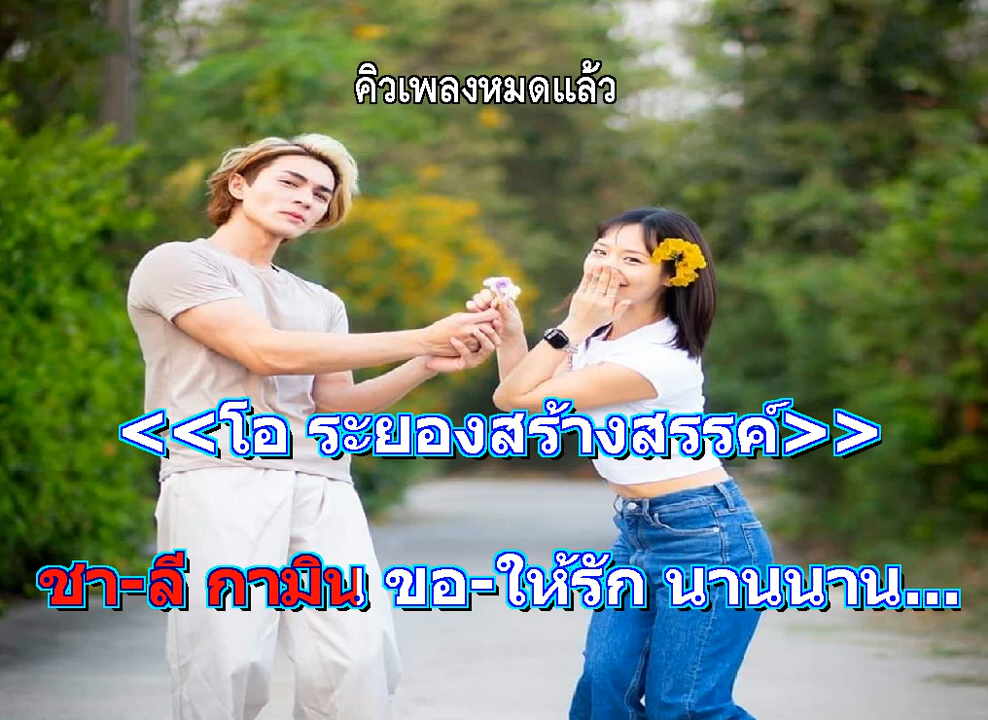 คิวเพลงหมดแล้ว
<<โอ ระยองสร้างสรรค์>>
ชา-ลี กามิน ขอ-ให้รัก นานนาน...